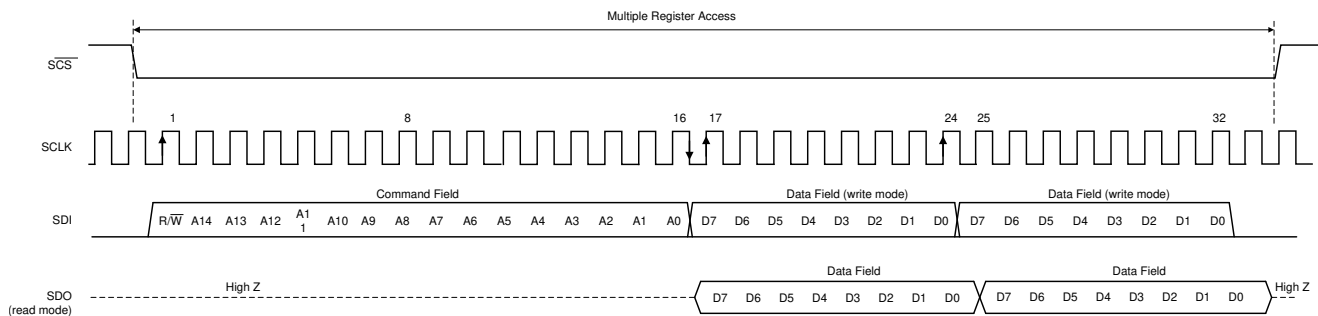 Multiple Register Access
SCS
1 8 16 17 24 25 32
SCLK
Command Field Data Field (write mode) Data Field (write mode)
SDI R/W A14 A13 A12 A1 A10 A9 A8 A7 A6 A5 A4 A3 A2 A1 A0 D7 D6 D5 D4 D3 D2 D1 D0 D7 D6 D5 D4 D3 D2 D1 D0
1
Data Field Data Field
High Z High Z
SDO D7 D6 D5 D4 D3 D2 D1 D0 D7 D6 D5 D4 D3 D2 D1 D0
(read mode)